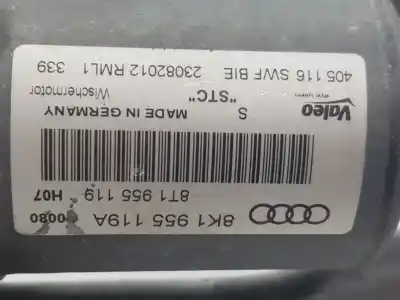 405 116 SWF BIE 23082012 RML1 339
Valeo S "STC" Wischermotor
MADE IN GERMANY
8T1 955 119 H07
8K1 955 119A 0080